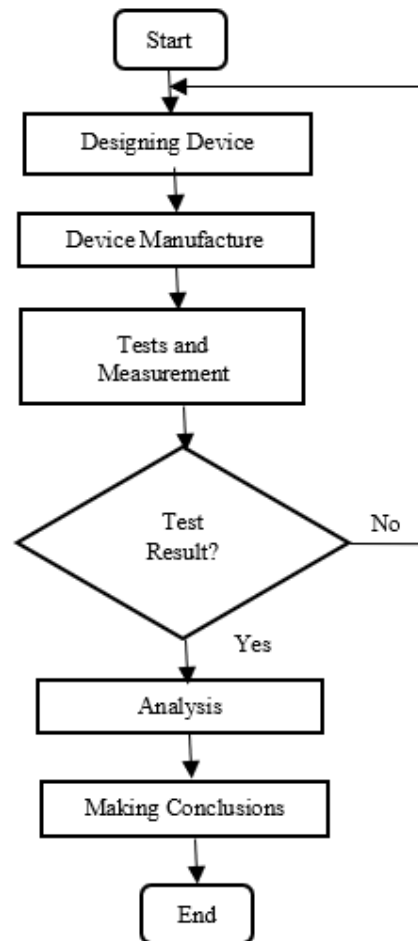 Start
Designing Device
Device Manufacture
Tests and
Measurement
Test
Result?
No
Yes
Analysis
Making Conclusions
End